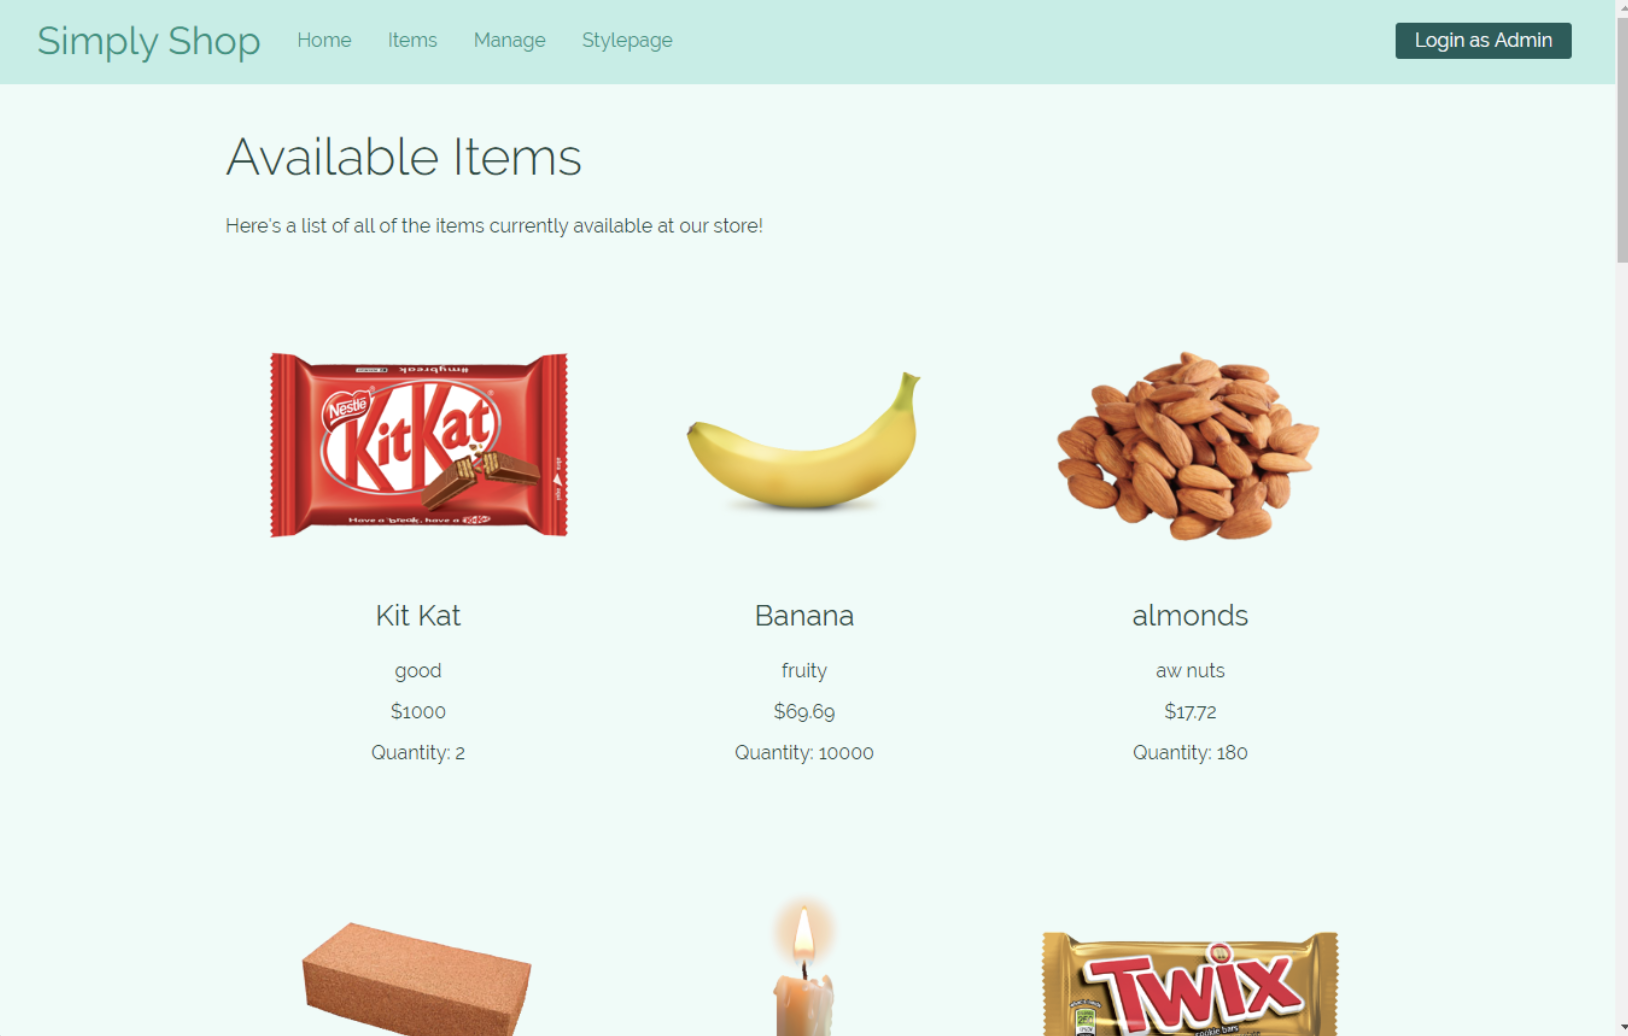 Simply Shop
Home
Items
Manage
Stylepage
Login as Admin
Available Items
Here's a list of all of the items currently available at our store!
#mybreak
Nestlé
KitKat
Have a break, have a
Kit Kat
good
$1000
Quantity: 2
Banana
fruity
$69.69
Quantity: 10000
almonds
aw nuts
$17.72
Quantity: 180
Twix
cookie bars